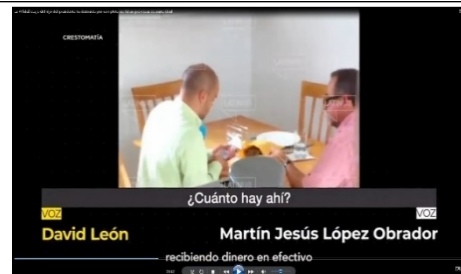 CRESTOMATÍA
¿Cuánto hay ahí?
VOZ
VOZ
David León
Martín Jesús López Obrador
recibiendo dinero en efectivo